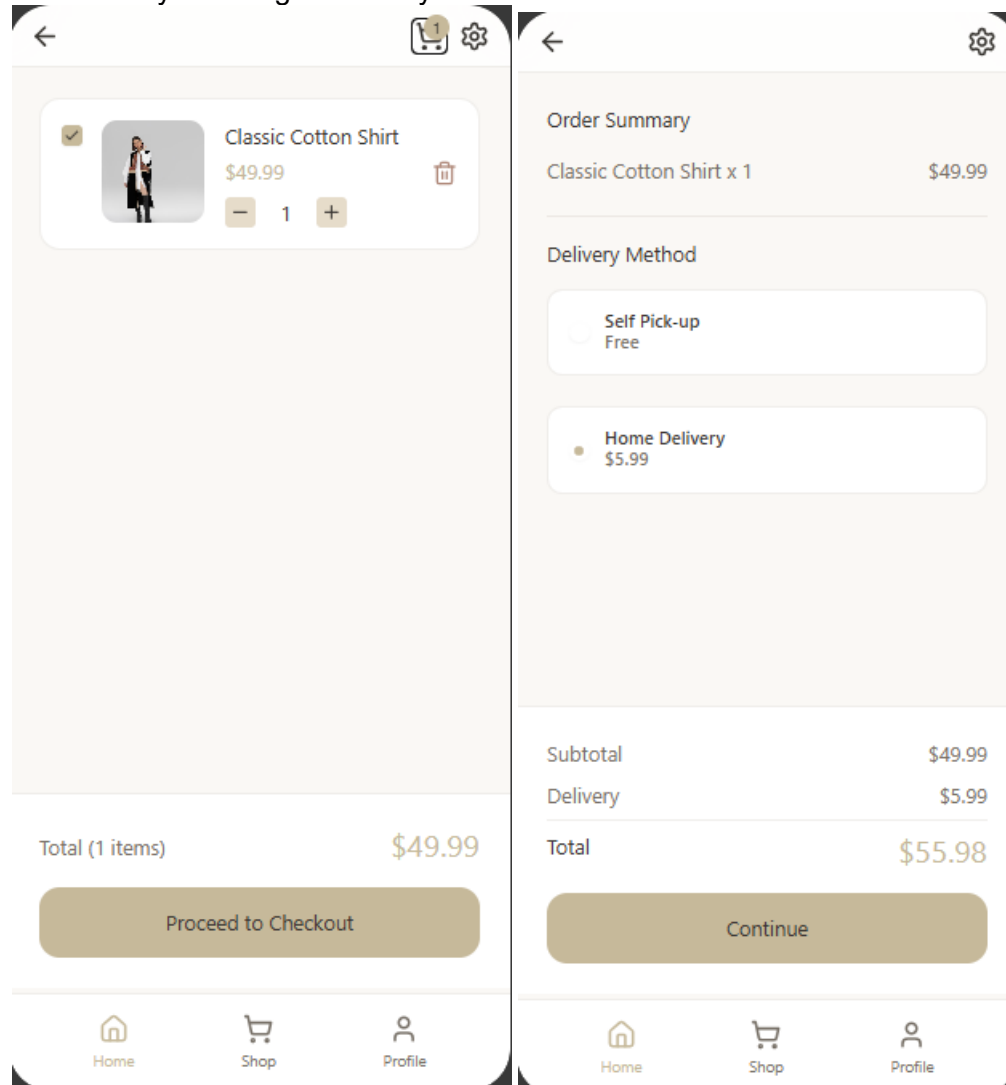 1
Classic Cotton Shirt
$49.99
1
Total (1 items)
$49.99
Proceed to Checkout
Home
Shop
Profile
Order Summary
Classic Cotton Shirt x 1
$49.99
Delivery Method
Self Pick-up
Free
Home Delivery
$5.99
Subtotal
$49.99
Delivery
$5.99
Total
$55.98
Continue
Home
Shop
Profile